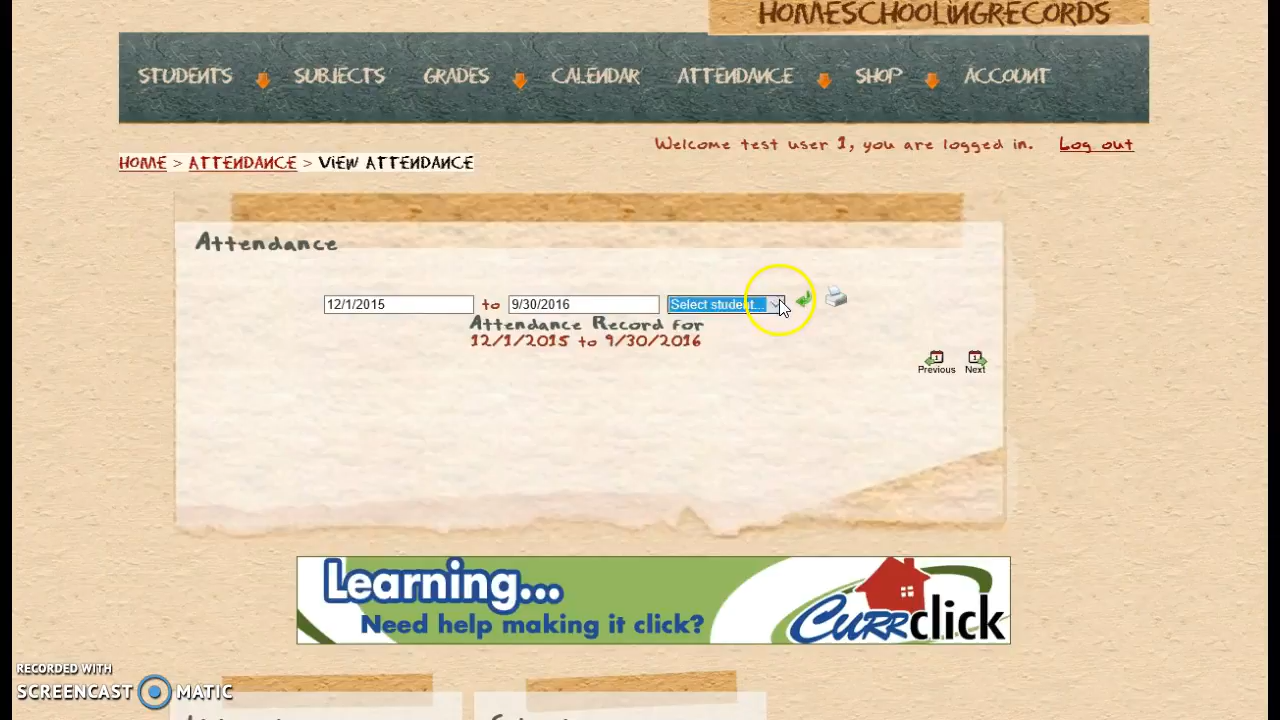 HOMESCHOOLINGRECORDS
STUDENTS SUBJECTS GRADES CALENDAR ATTENDANCE SHOP ACCOUNT
Welcome test user 1, you are logged in. Log out
HOME > ATTENDANCE > VIEW ATTENDANCE
Attendance
12/1/2015 to 9/30/2016 Select student...
Attendance Record for
12/1/2015 to 9/30/2016
Previous Next
Learning...
Need help making it click?
Currclick
RECORDED WITH
SCREENCAST MATIC